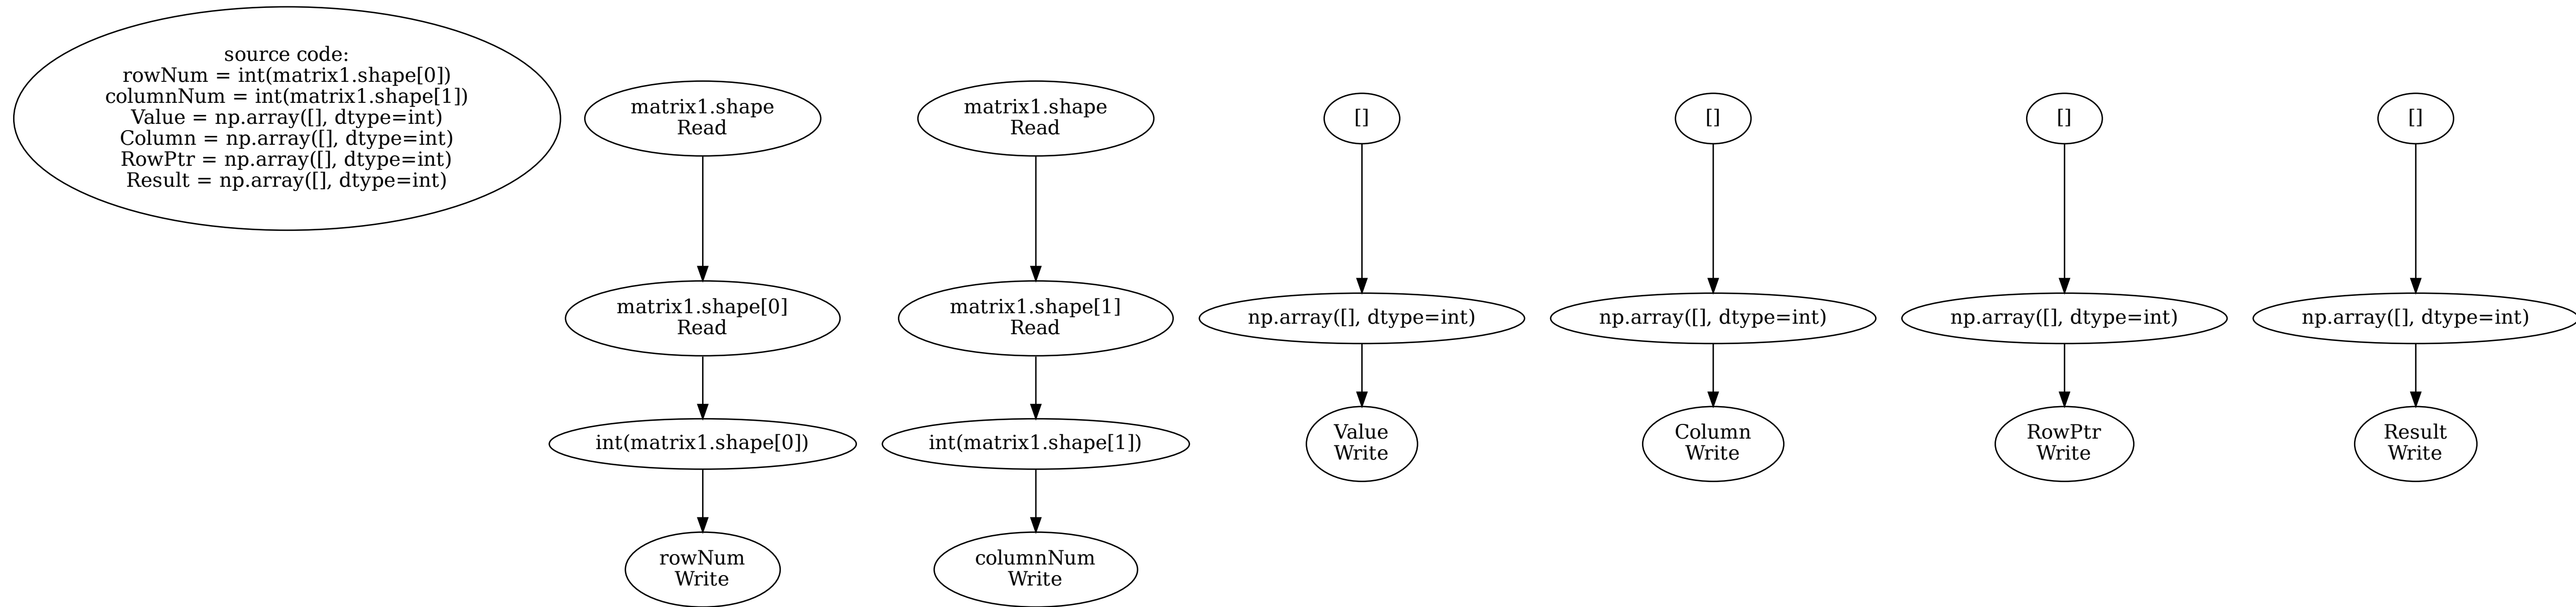 source code:
rowNum = int(matrix1.shape[0])
columnNum = int(matrix1.shape[1])
Value = np.array([], dtype=int)
Column = np.array([], dtype=int)
RowPtr = np.array([], dtype=int)
Result = np.array([], dtype=int)
matrix1.shape
Read
matrix1.shape
Read
[]
[]
[]
[]
matrix1.shape[0]
Read
matrix1.shape[1]
Read
np.array([], dtype=int)
np.array([], dtype=int)
np.array([], dtype=int)
np.array([], dtype=int)
int(matrix1.shape[0])
int(matrix1.shape[1])
Value
Write
Column
Write
RowPtr
Write
Result
Write
rowNum
Write
columnNum
Write